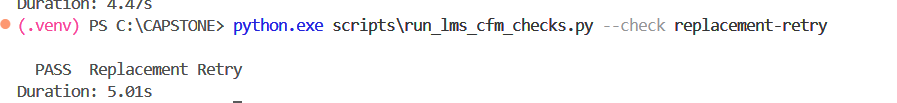 Duration: 4.47s
(.venv) PS C:\CAPSTONE> python.exe scripts\run_lms_cfm_checks.py --check replacement-retry
PASS Replacement Retry
Duration: 5.01s